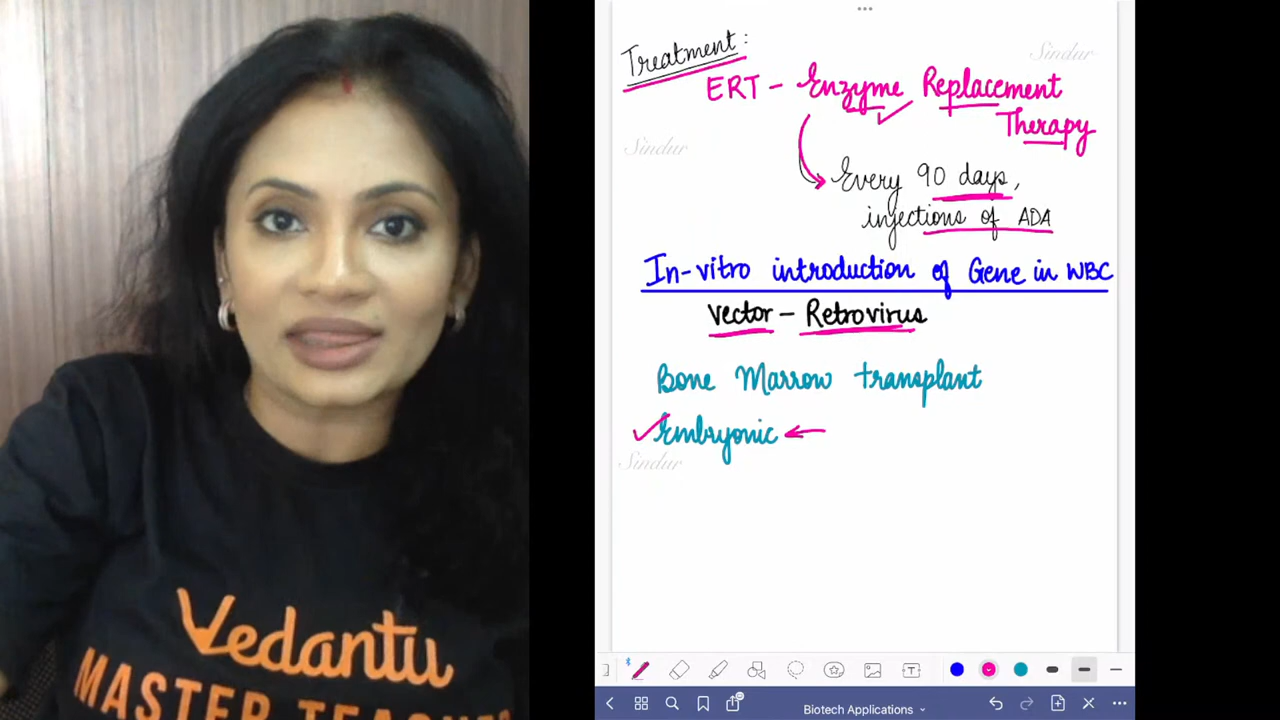 Vedantu
MASTER TEACHER
Treatment:
Sindur
ERT - Enzyme Replacement
Therapy
Sindur
Every 90 days,
injections of ADA
In-vitro introduction of Gene in WBC
Vector - Retrovirus
Bone Marrow transplant
Embryonic
Sindur
Biotech Applications